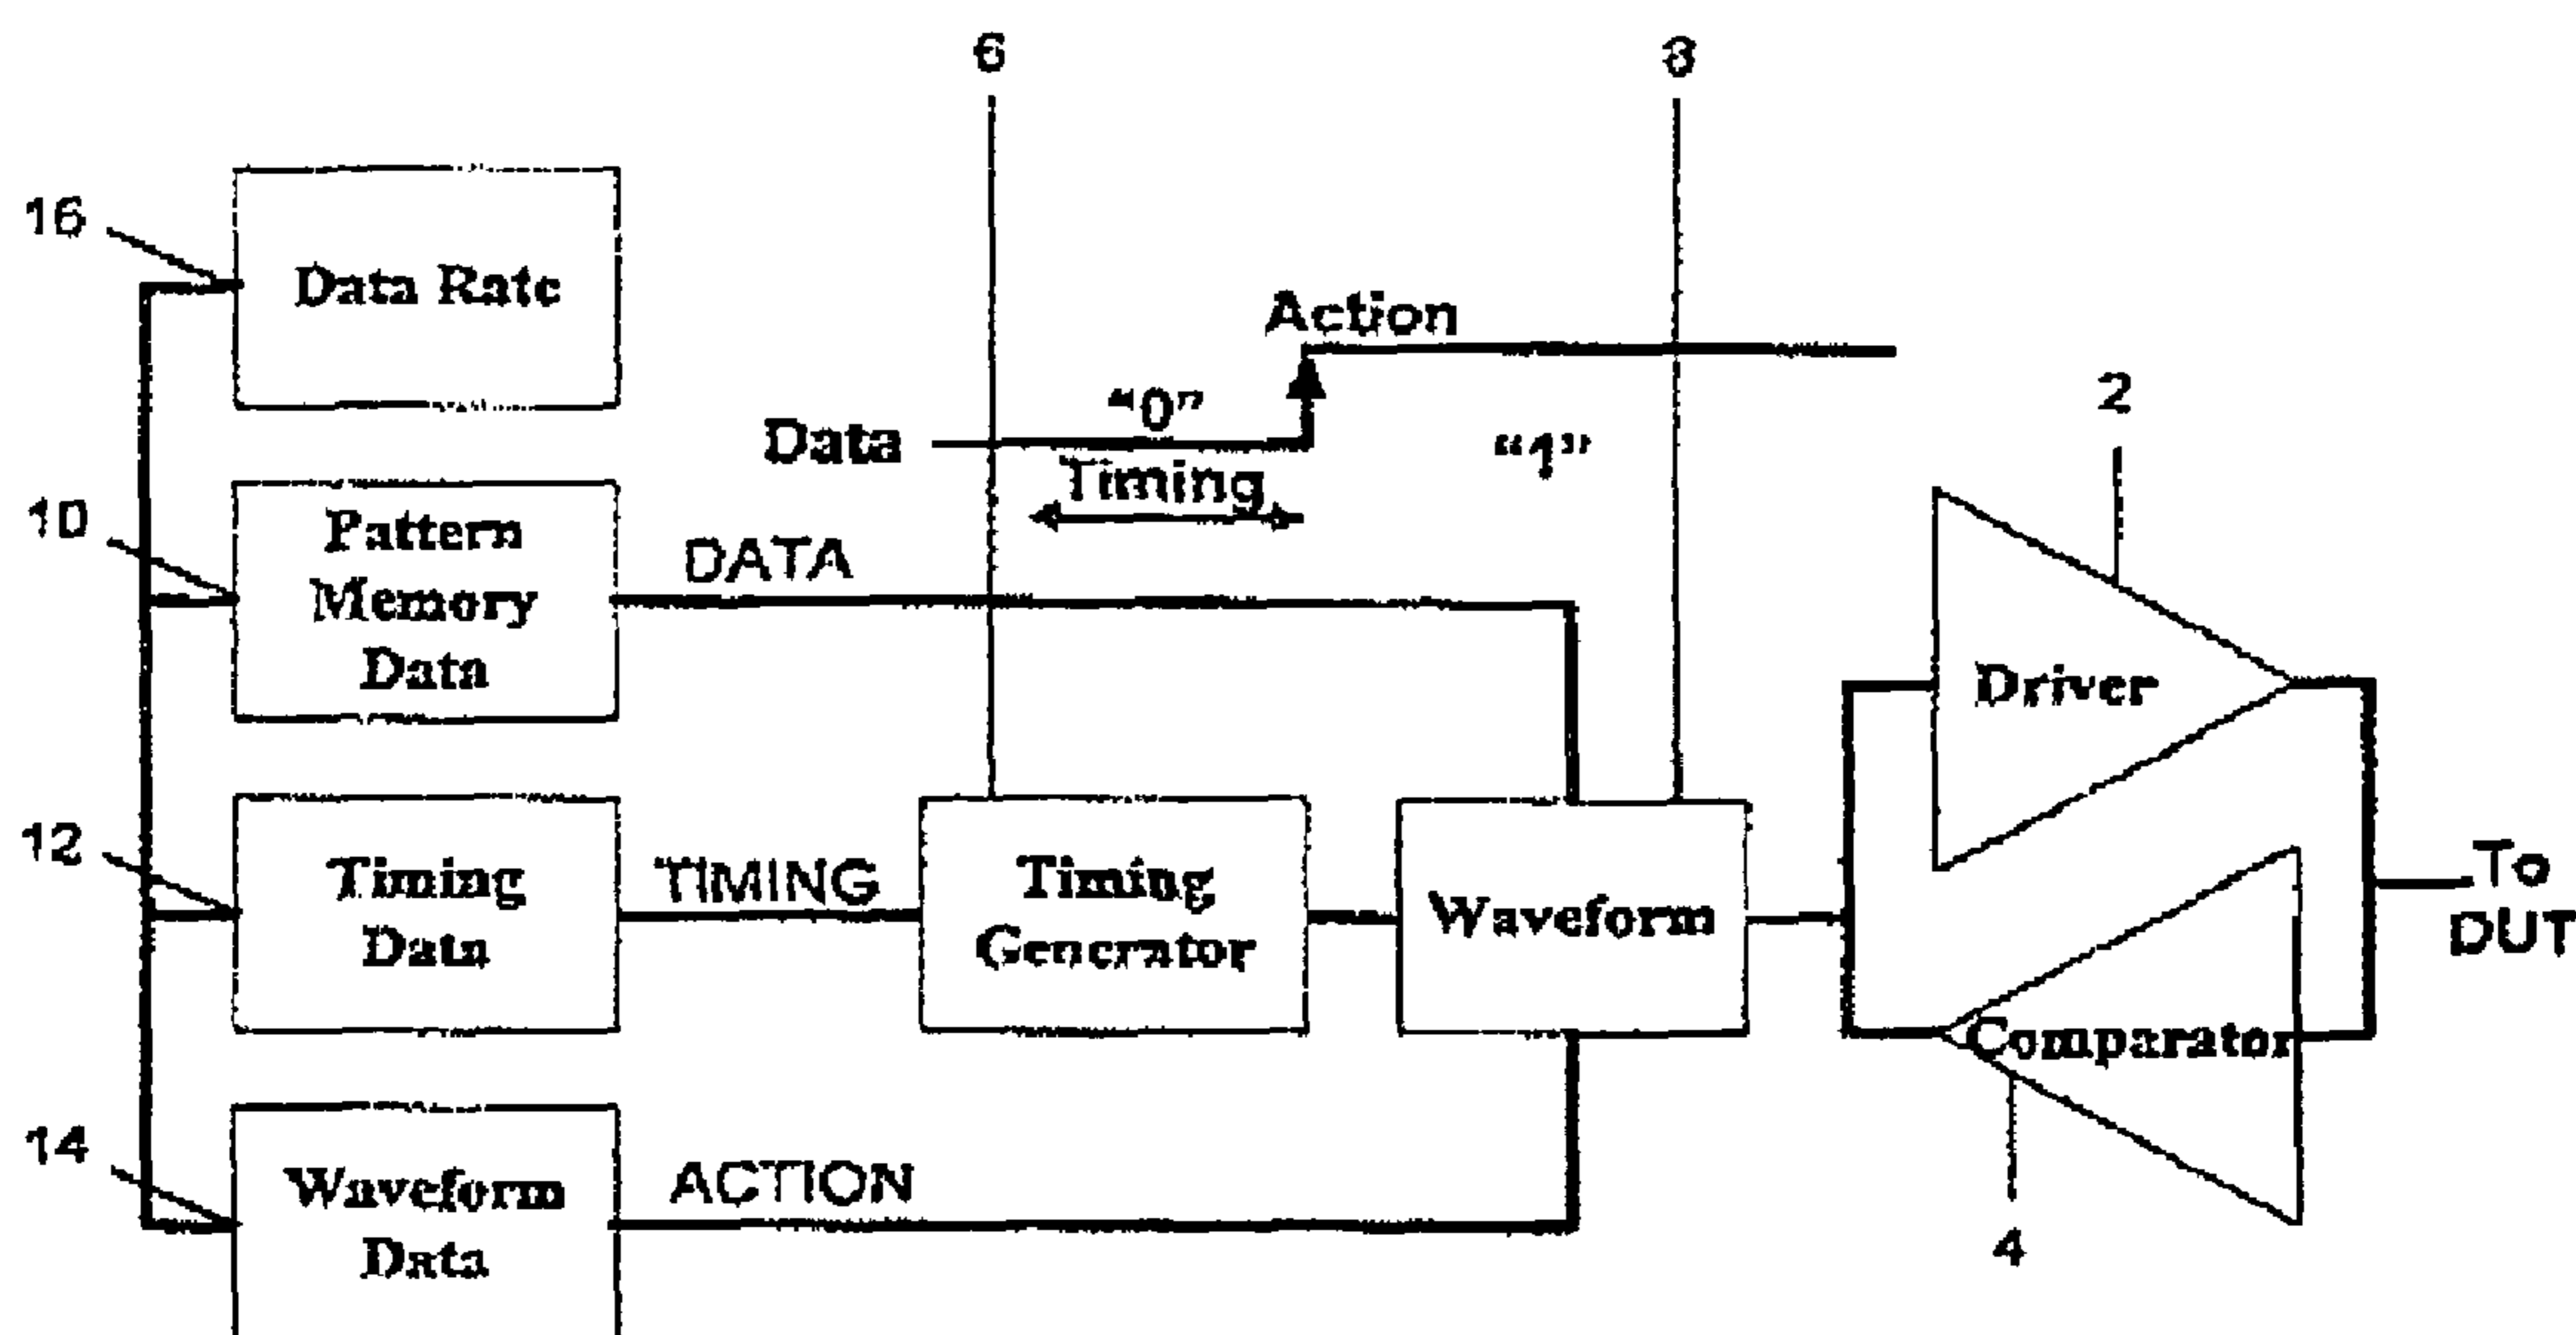 6
8
16
Data Rate
Action
2
"0"
Data
"1"
Timing
10
Pattern
Memory
Data
DATA
Driver
12
Timing
Data
TIMING
Timing
Generator
Waveform
To
DUT
Comparator
14
Waveform
Data
ACTION
4